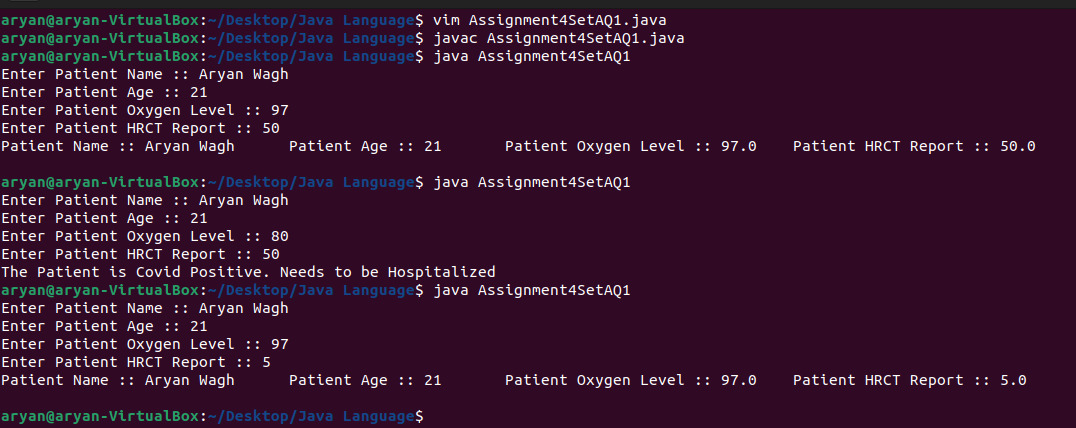 aryan@aryan-VirtualBox:~/Desktop/Java Language$ vim Assignment4SetAQ1.java
aryan@aryan-VirtualBox:~/Desktop/Java Language$ javac Assignment4SetAQ1.java
aryan@aryan-VirtualBox:~/Desktop/Java Language$ java Assignment4SetAQ1
Enter Patient Name :: Aryan Wagh
Enter Patient Age :: 21
Enter Patient Oxygen Level :: 97
Enter Patient HRCT Report :: 50
Patient Name :: Aryan Wagh      Patient Age :: 21       Patient Oxygen Level :: 97.0    Patient HRCT Report :: 50.0
aryan@aryan-VirtualBox:~/Desktop/Java Language$ java Assignment4SetAQ1
Enter Patient Name :: Aryan Wagh
Enter Patient Age :: 21
Enter Patient Oxygen Level :: 80
Enter Patient HRCT Report :: 50
The Patient is Covid Positive. Needs to be Hospitalized
aryan@aryan-VirtualBox:~/Desktop/Java Language$ java Assignment4SetAQ1
Enter Patient Name :: Aryan Wagh
Enter Patient Age :: 21
Enter Patient Oxygen Level :: 97
Enter Patient HRCT Report :: 5
Patient Name :: Aryan Wagh      Patient Age :: 21       Patient Oxygen Level :: 97.0    Patient HRCT Report :: 5.0
aryan@aryan-VirtualBox:~/Desktop/Java Language$